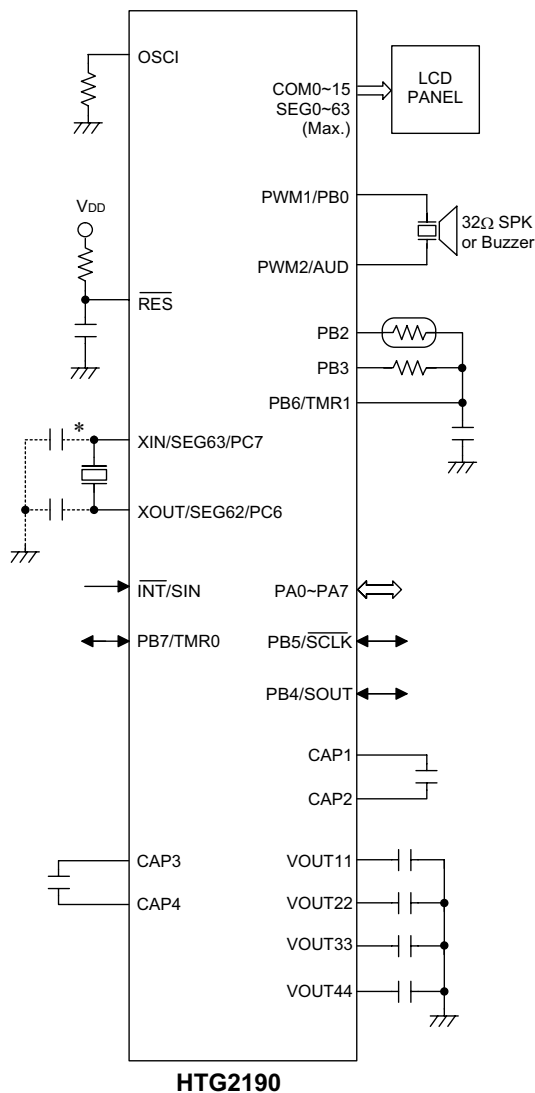 OSCI
COM0~15
SEG0~63
(Max.)
LCD
PANEL
PWM1/PB0
32Ω SPK
or Buzzer
PWM2/AUD
VDD
RES
PB2
PB3
PB6/TMR1
*
XIN/SEG63/PC7
XOUT/SEG62/PC6
INT/SIN
PA0~PA7
PB7/TMR0
PB5/SCLK
PB4/SOUT
CAP1
CAP2
CAP3
CAP4
VOUT11
VOUT22
VOUT33
VOUT44
HTG2190